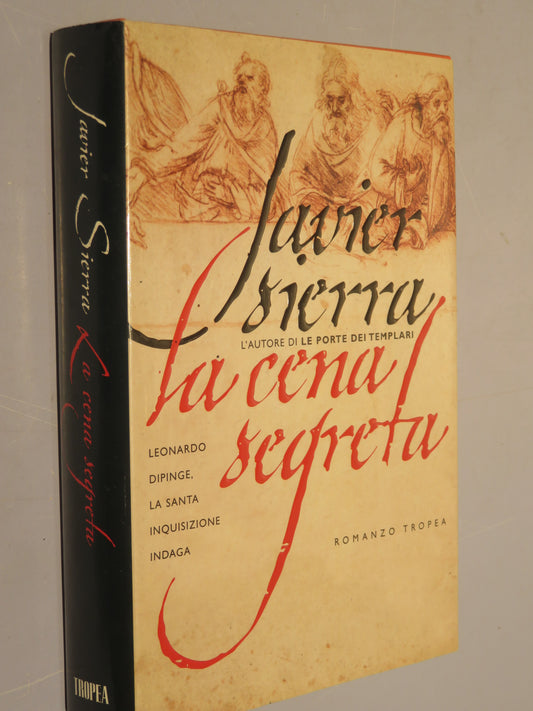 Javier Sierra La cena segreta
TROPEA
Javier
Sierra
L'AUTORE DI LE PORTE DEI TEMPLARI
la cena
segreta
LEONARDO
DIPINGE,
LA SANTA
INQUISIZIONE
INDAGA
ROMANZO TROPEA